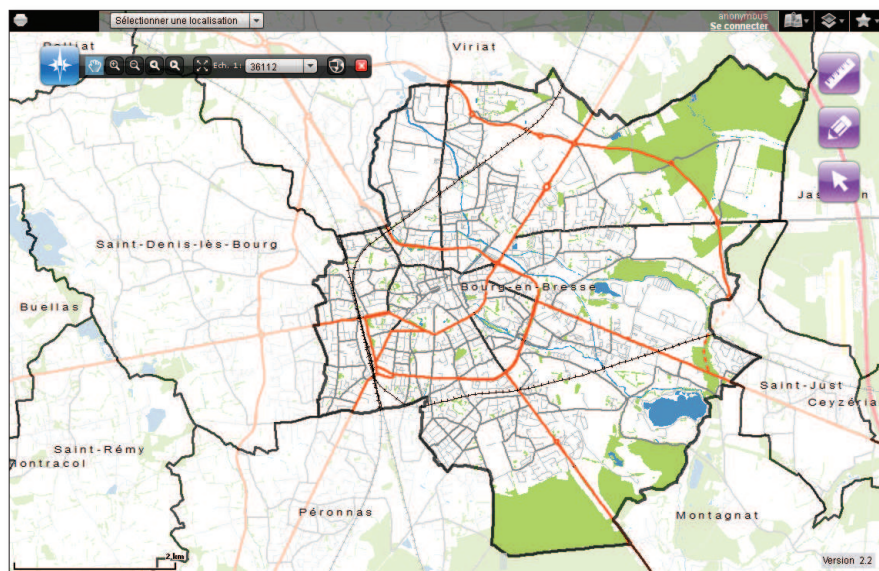 Sélectionner une localisation
anonymous
Se connecter
Viriat
Ech. 1:
36112
Saint-Denis-lès-Bourg
Buellas
Bourg-en-Bresse
Saint-Just
Ceyzéria
Saint-Rémy
Montracol
Péronnas
Montagnat
2 km
Version 2.2